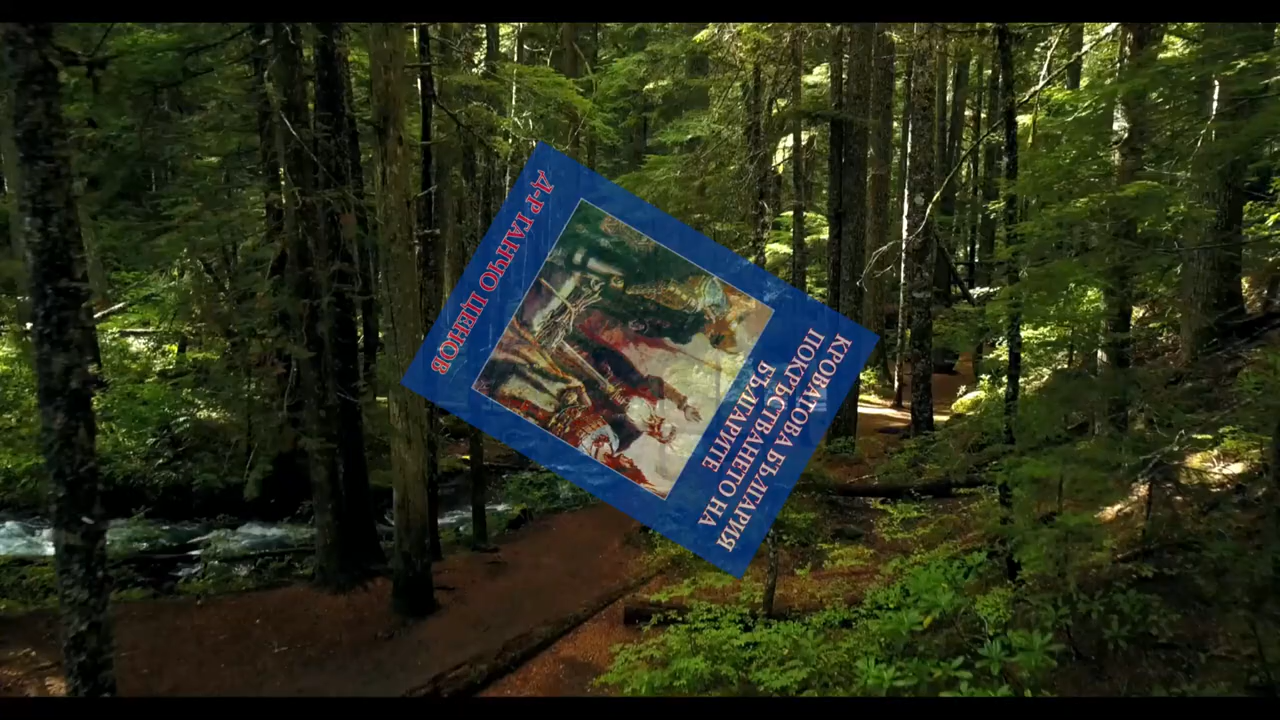 КРОВАТОВА БЪЛГАРИЯ
ПОКРЪСТВАНЕТО НА
БЪЛГАРИТЕ
Д-Р ГАНЧО ЦЕНОВ